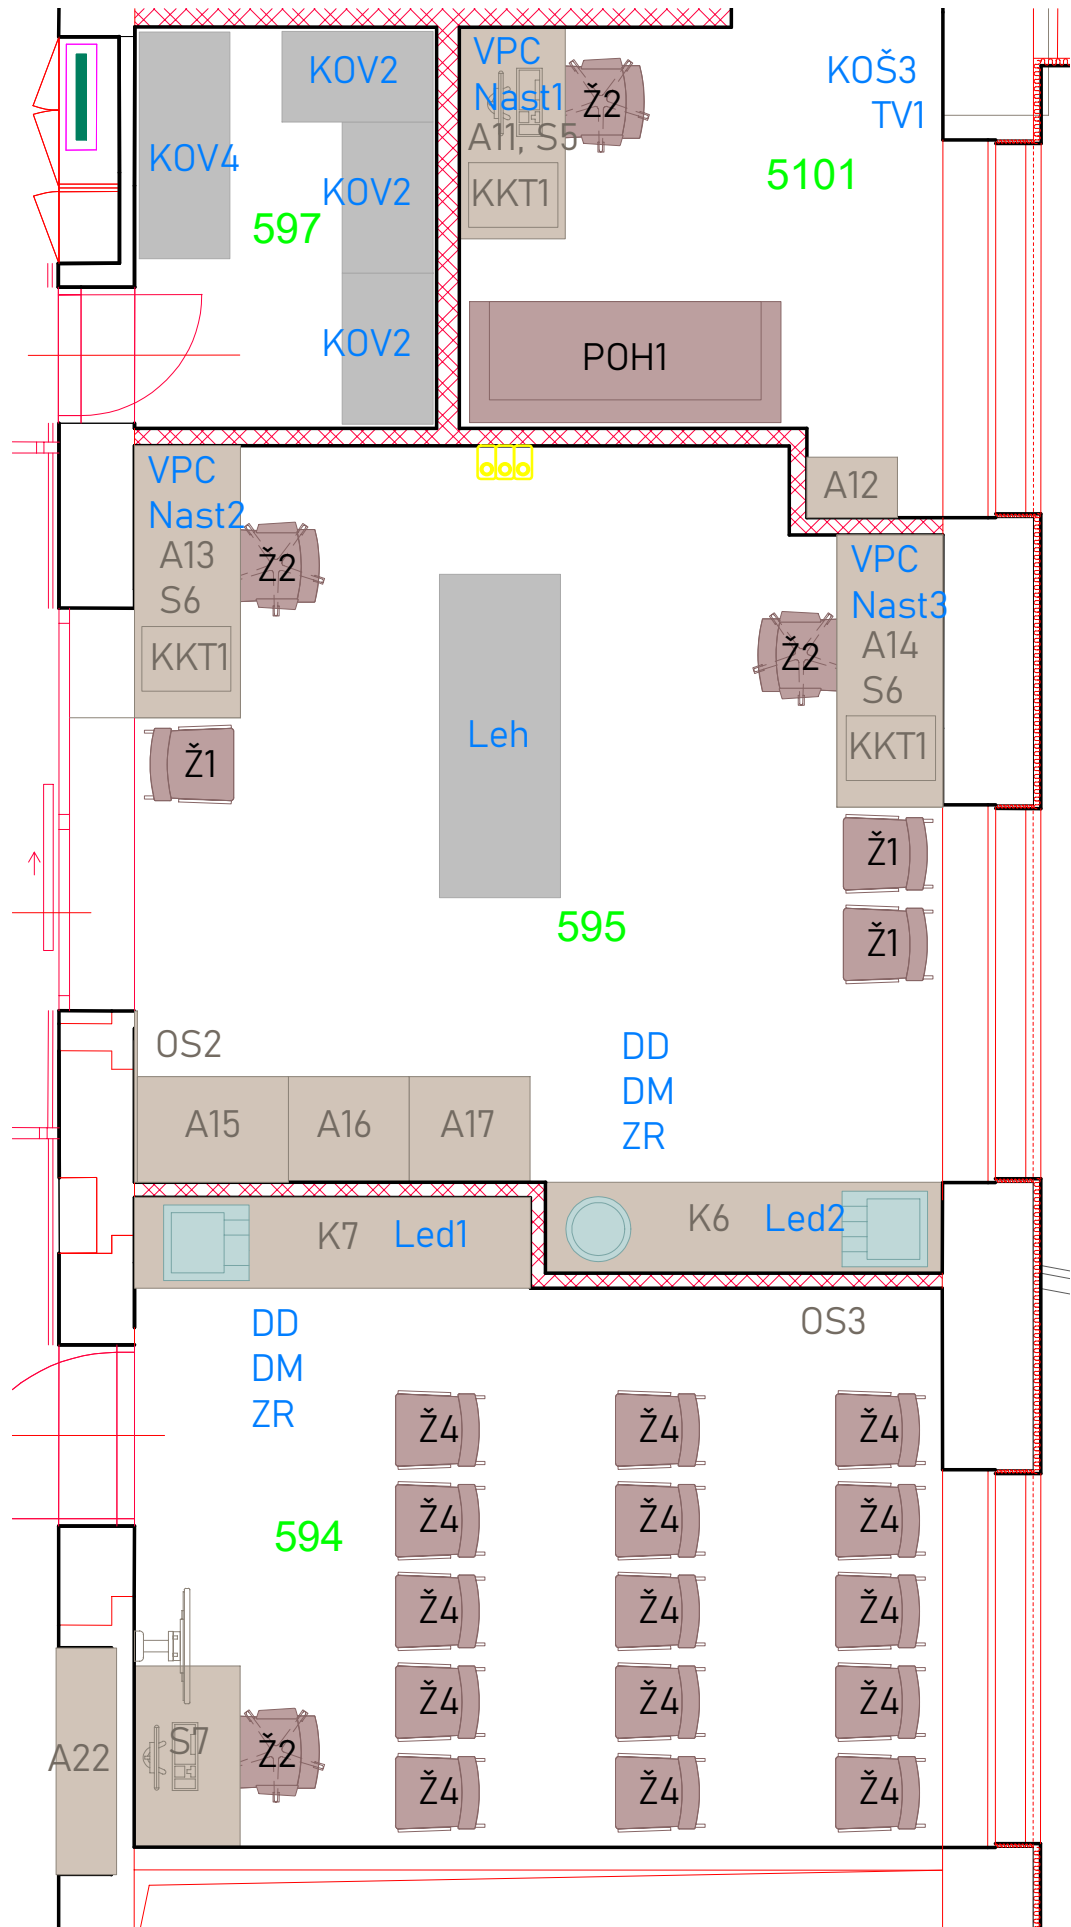 KOV2
KOV4
KOV2
597
KOV2
VPC
Nast1
A11, S5
KKT1
Ž2
KOŠ3
TV1
5101
POH1
A12
VPC
Nast2
A13
S6
KKT1
Ž2
Ž1
Leh
VPC
Nast3
A14
S6
KKT1
Ž2
Ž1
Ž1
595
OS2
DD
DM
ZR
A15 A16 A17
K7 Led1
K6 Led2
DD
DM
ZR
OS3
594
Ž4 Ž4 Ž4
Ž4 Ž4 Ž4
Ž4 Ž4 Ž4
Ž4 Ž4 Ž4
Ž4 Ž4 Ž4
A22
S7
Ž2